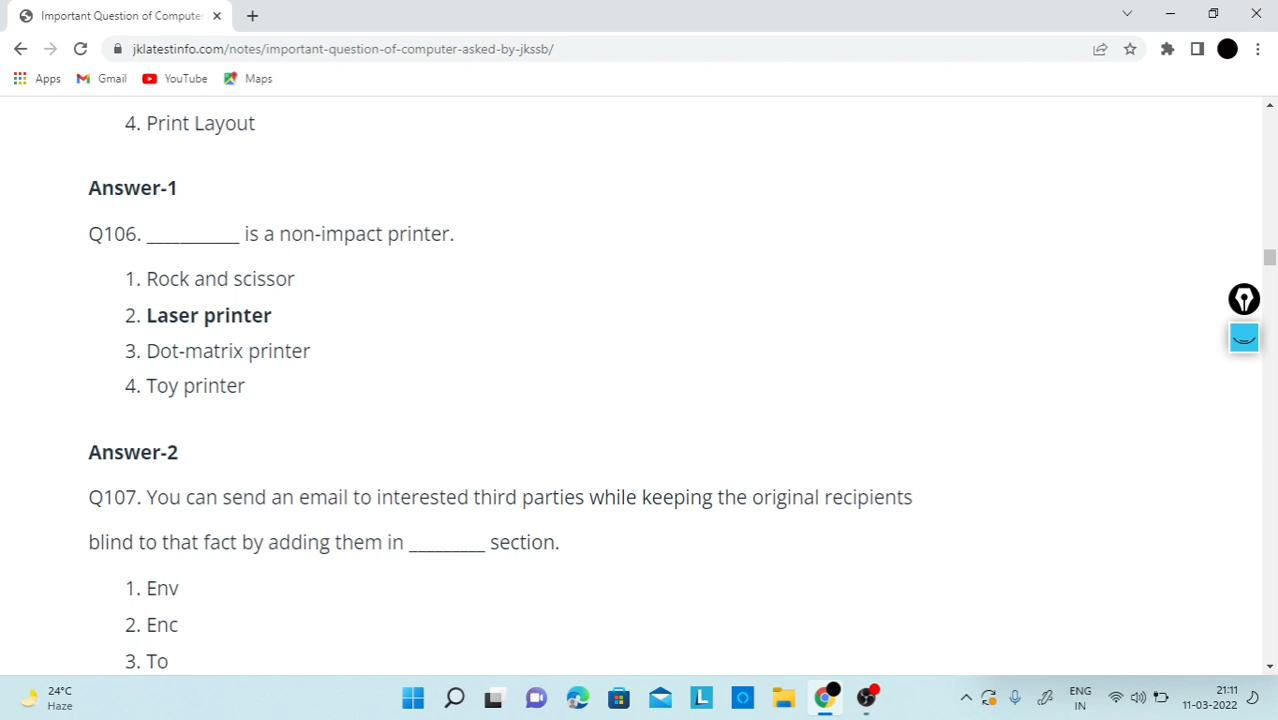 Important Question of Compute
jklatestinfo.com/notes/important-question-of-computer-asked-by-jkssb/
Apps Gmail YouTube Maps
4. Print Layout
Answer-1
Q106. __________ is a non-impact printer.
1. Rock and scissor
2. Laser printer
3. Dot-matrix printer
4. Toy printer
Answer-2
Q107. You can send an email to interested third parties while keeping the original recipients
blind to that fact by adding them in ________ section.
1. Env
2. Enc
3. To
24°C
Haze
L
ENG
IN
21:11
11-03-2022